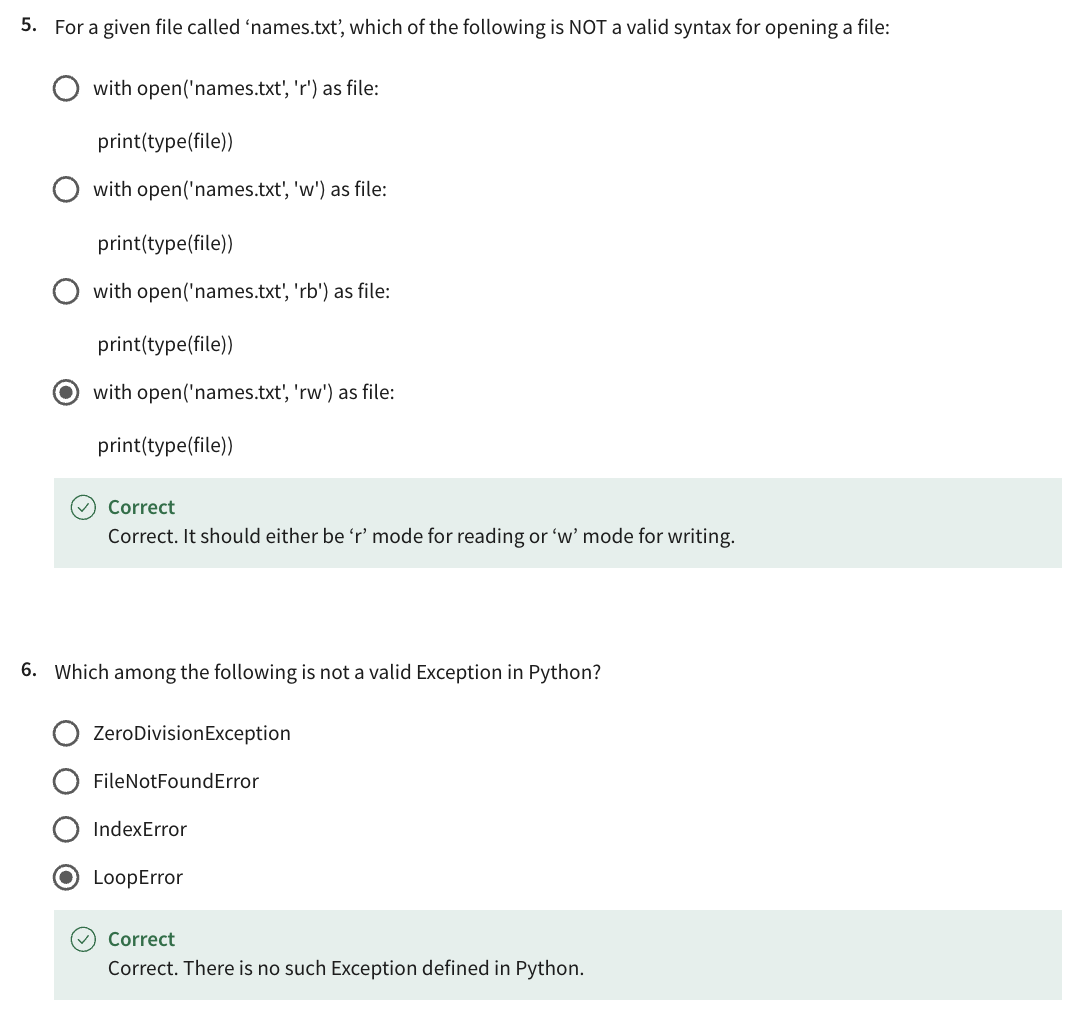 5. For a given file called ‘names.txt’, which of the following is NOT a valid syntax for opening a file:
with open('names.txt', 'r') as file:
print(type(file))
with open('names.txt', 'w') as file:
print(type(file))
with open('names.txt', 'rb') as file:
print(type(file))
with open('names.txt', 'rw') as file:
print(type(file))
Correct
Correct. It should either be ‘r’ mode for reading or ‘w’ mode for writing.
6. Which among the following is not a valid Exception in Python?
ZeroDivisionException
FileNotFoundError
IndexError
LoopError
Correct
Correct. There is no such Exception defined in Python.